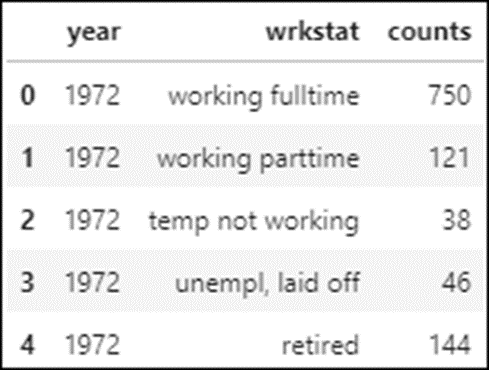 year wrkstat counts
0 1972 working fulltime 750
1 1972 working parttime 121
2 1972 temp not working 38
3 1972 unempl, laid off 46
4 1972 retired 144